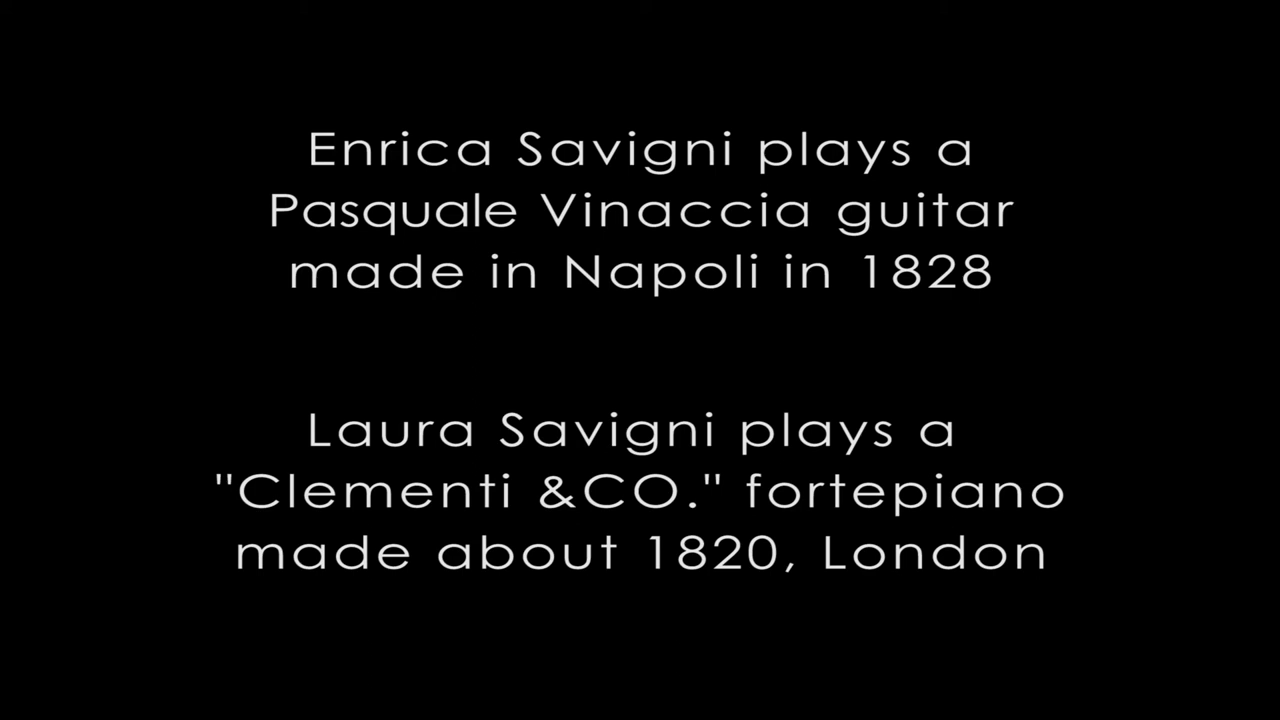 Enrica Savigni plays a
Pasquale Vinaccia guitar
made in Napoli in 1828
Laura Savigni plays a
"Clementi &CO." fortepiano
made about 1820, London